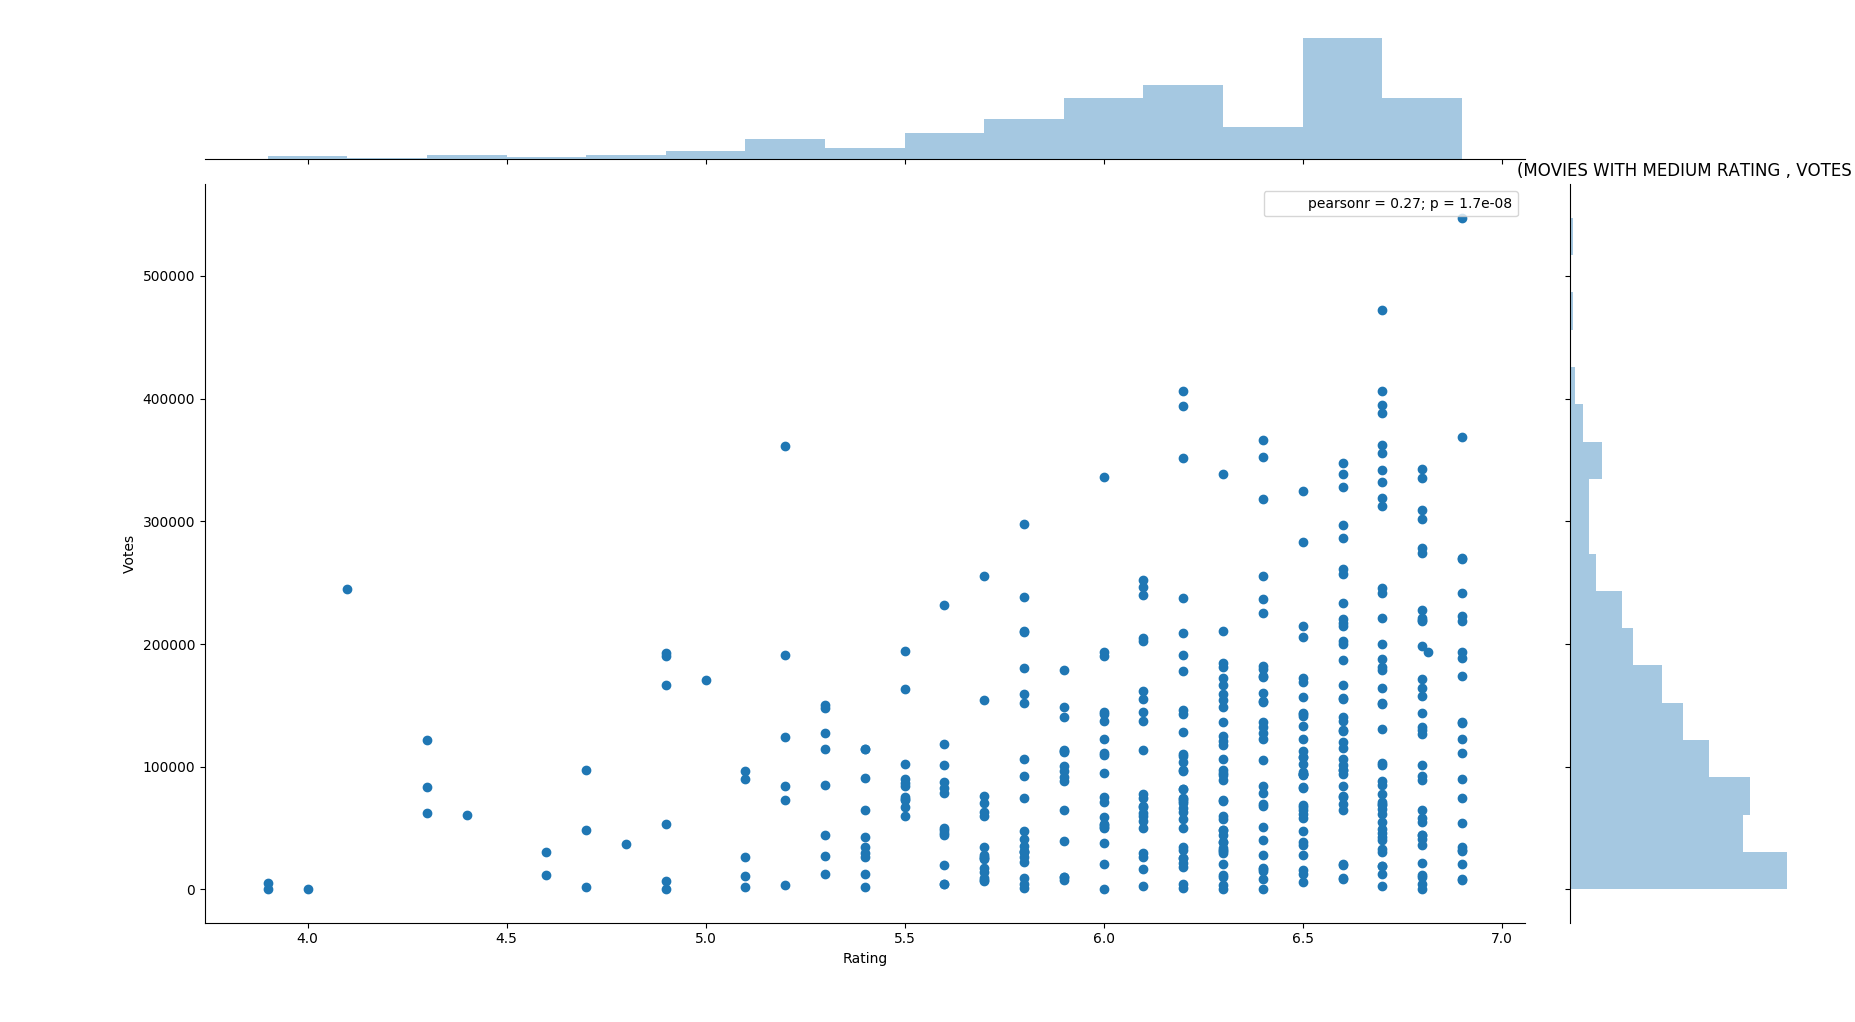 (MOVIES WITH MEDIUM RATING , VOTES
pearsonr = 0.27; p = 1.7e-08
500000
400000
300000
200000
100000
0
Votes
4.0 4.5 5.0 5.5 6.0 6.5 7.0
Rating